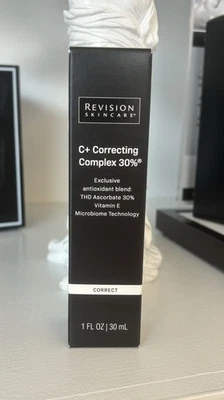 REVISION
SKINCARE®
C+ Correcting
Complex 30%®
Exclusive
antioxidant blend:
THD Ascorbate 30%
Vitamin E
Microbiome Technology
CORRECT
1 FL OZ | 30 mL